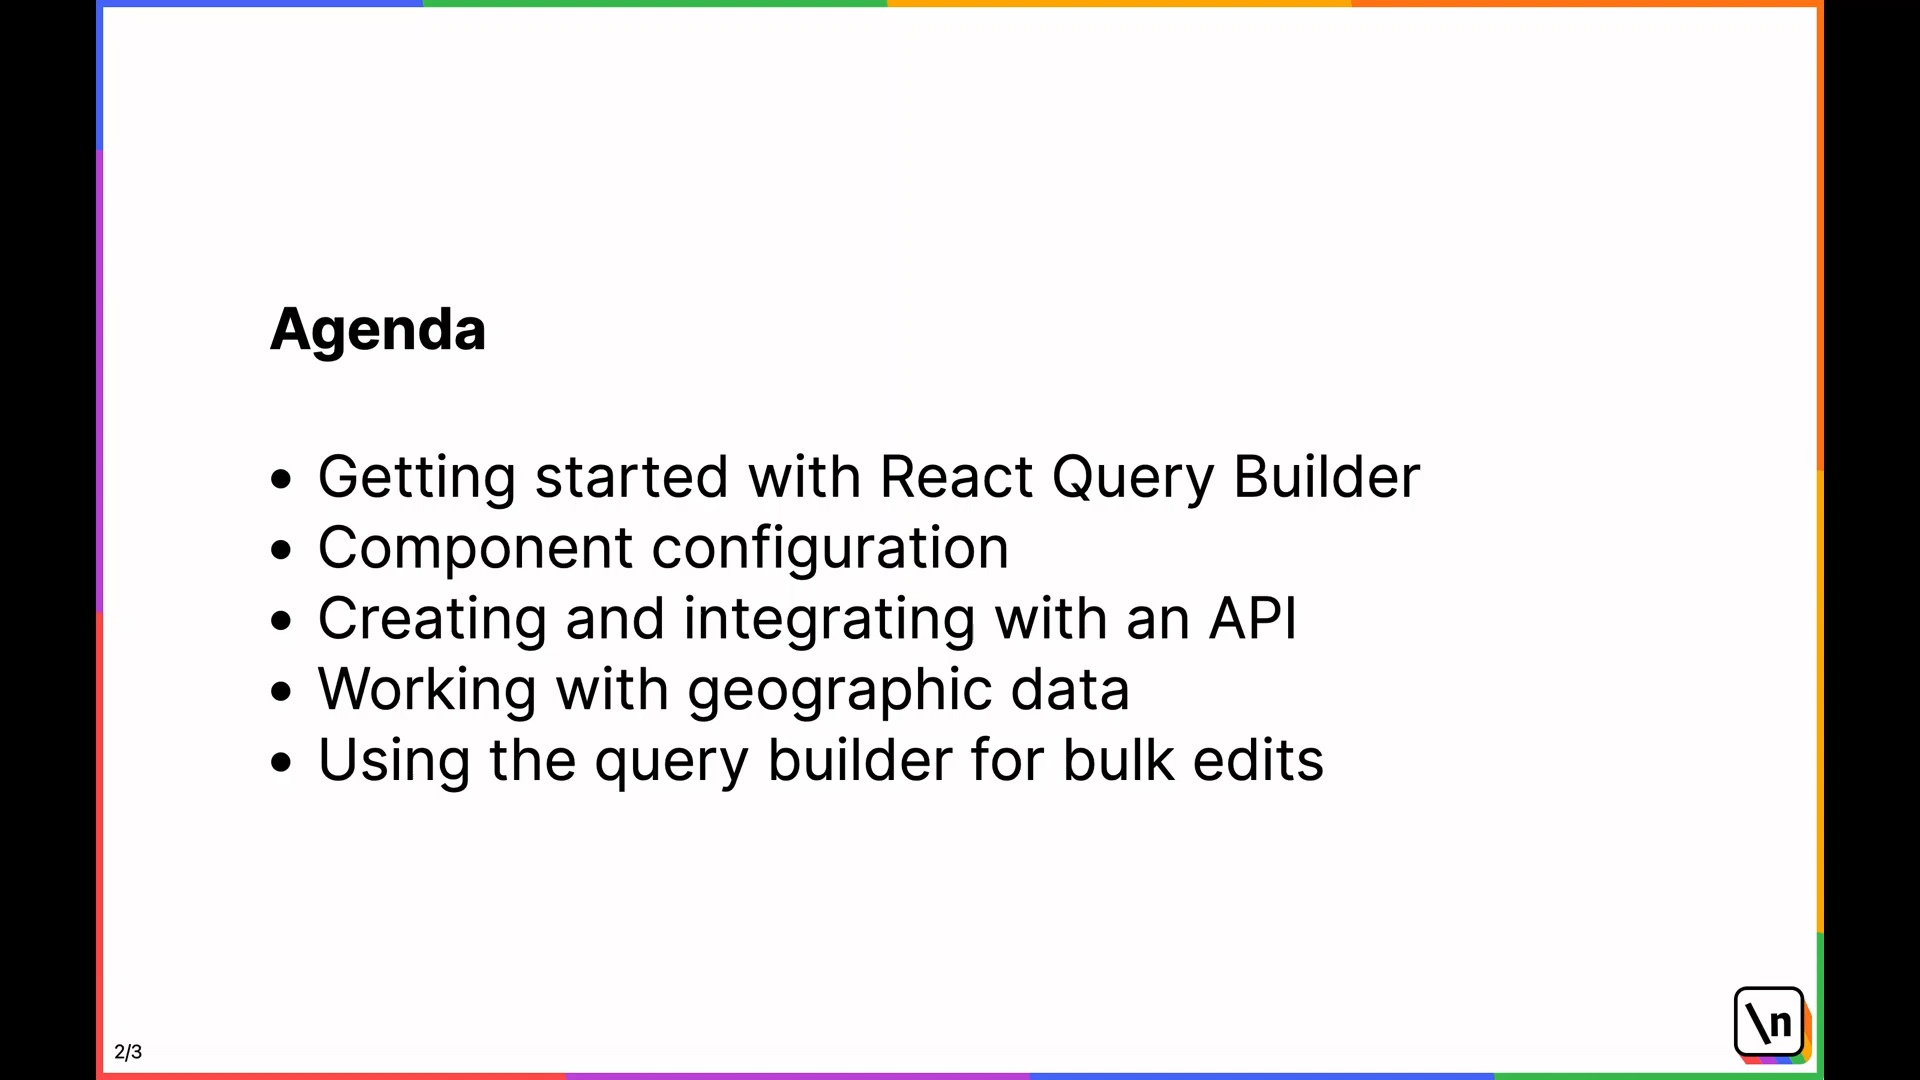 Agenda
• Getting started with React Query Builder
• Component configuration
• Creating and integrating with an API
• Working with geographic data
• Using the query builder for bulk edits
2/3
\n